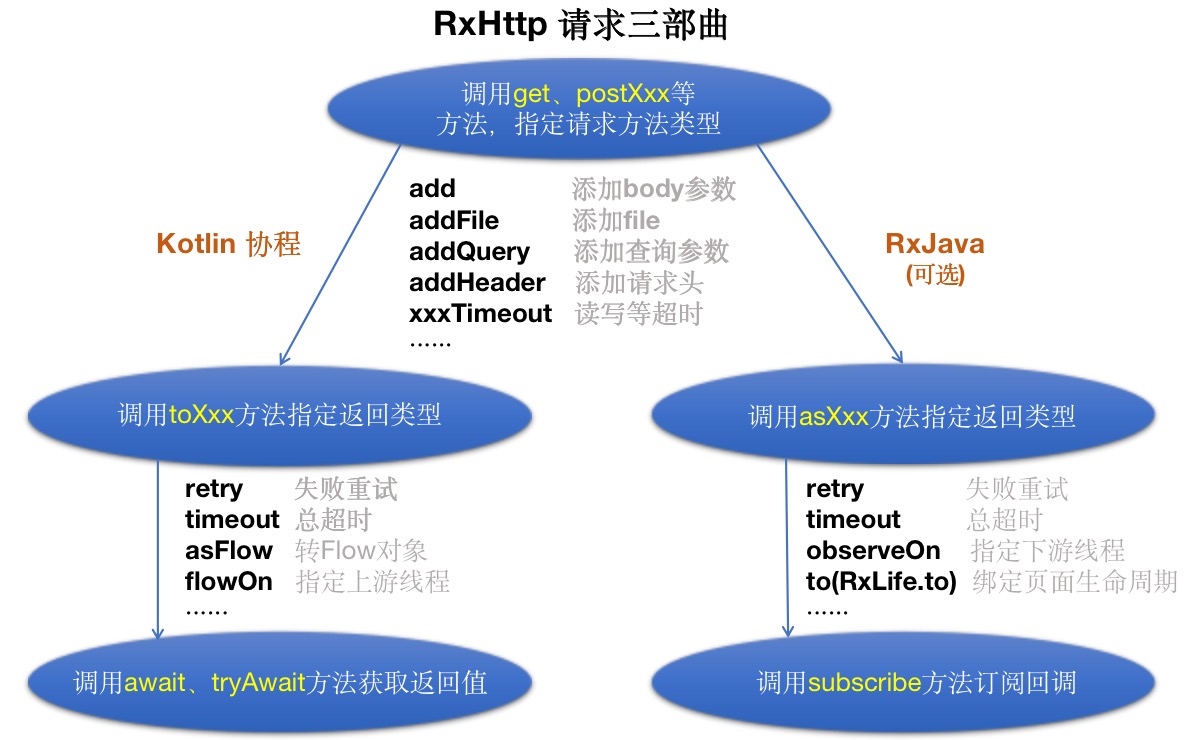 RxHttp 请求三部曲
调用get、postXxx等
方法，指定请求方法类型
add 添加body参数
addFile 添加file
addQuery 添加查询参数
addHeader 添加请求头
xxxTimeout 读写等超时
......
Kotlin 协程
RxJava
(可选)
调用toXxx方法指定返回类型
retry 失败重试
timeout 总超时
asFlow 转Flow对象
flowOn 指定上游线程
......
调用await、tryAwait方法获取返回值
调用asXxx方法指定返回类型
retry 失败重试
timeout 总超时
observeOn 指定下游线程
to(RxLife.to) 绑定页面生命周期
......
调用subscribe方法订阅回调